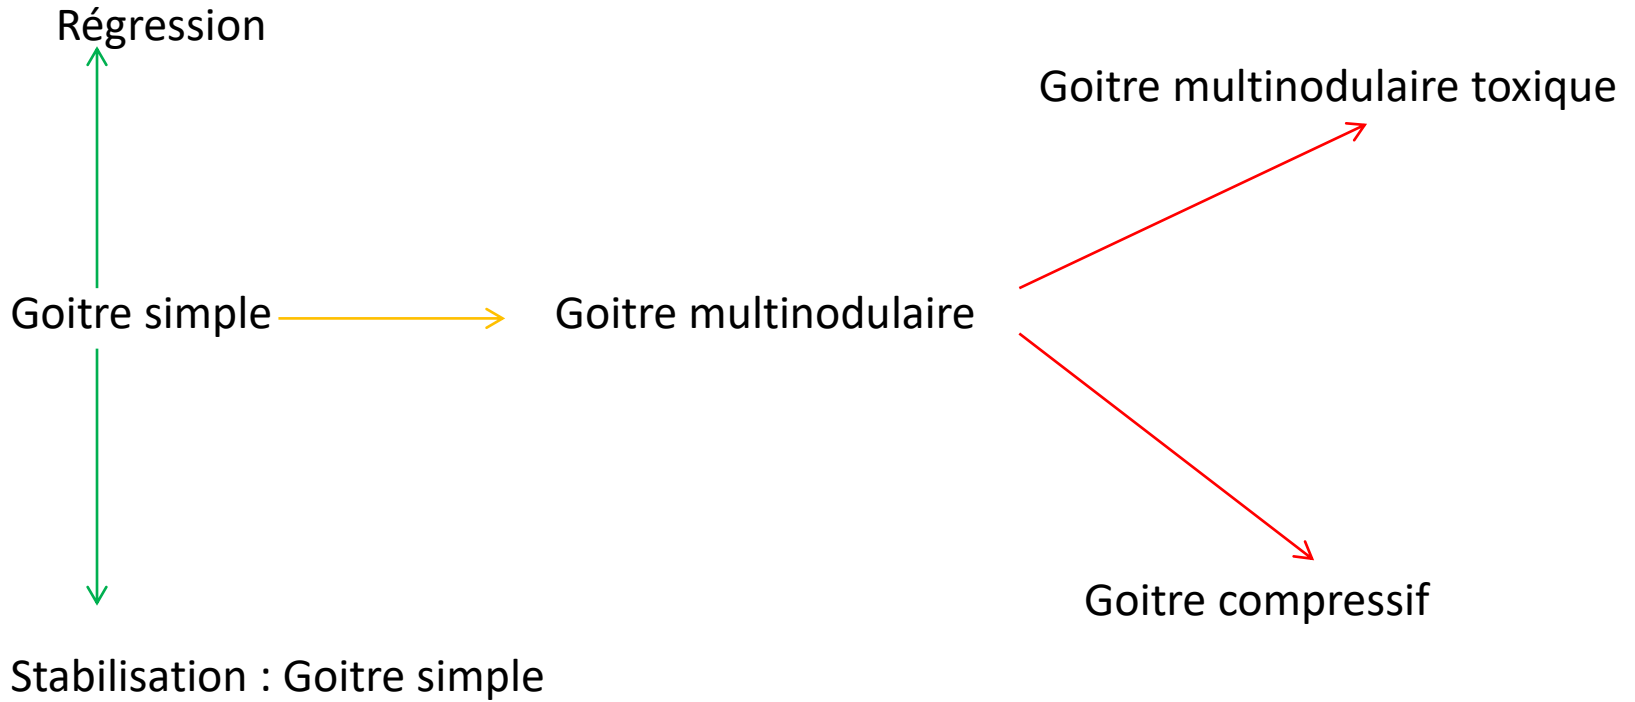 Régression
Goitre multinodulaire toxique
Goitre simple
Goitre multinodulaire
Goitre compressif
Stabilisation : Goitre simple